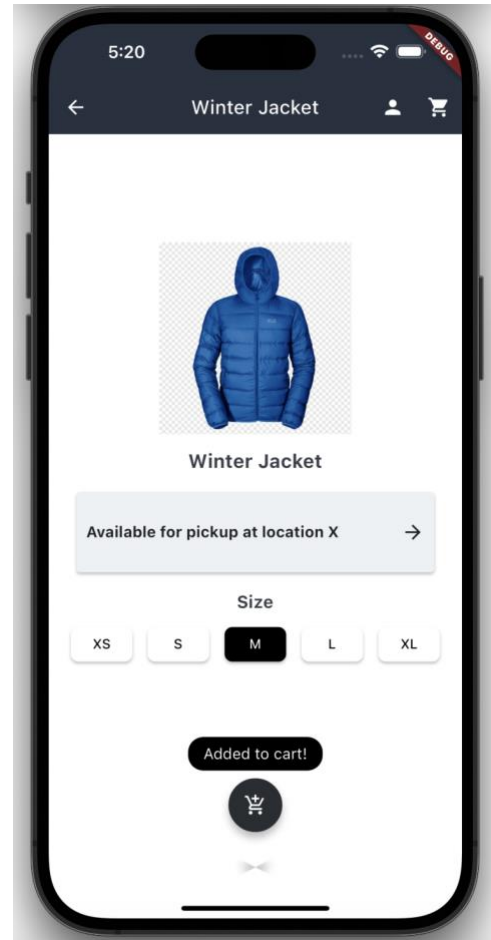 5:20
DEBUG
Winter Jacket
Winter Jacket
Available for pickup at location X
Size
XS S M L XL
Added to cart!